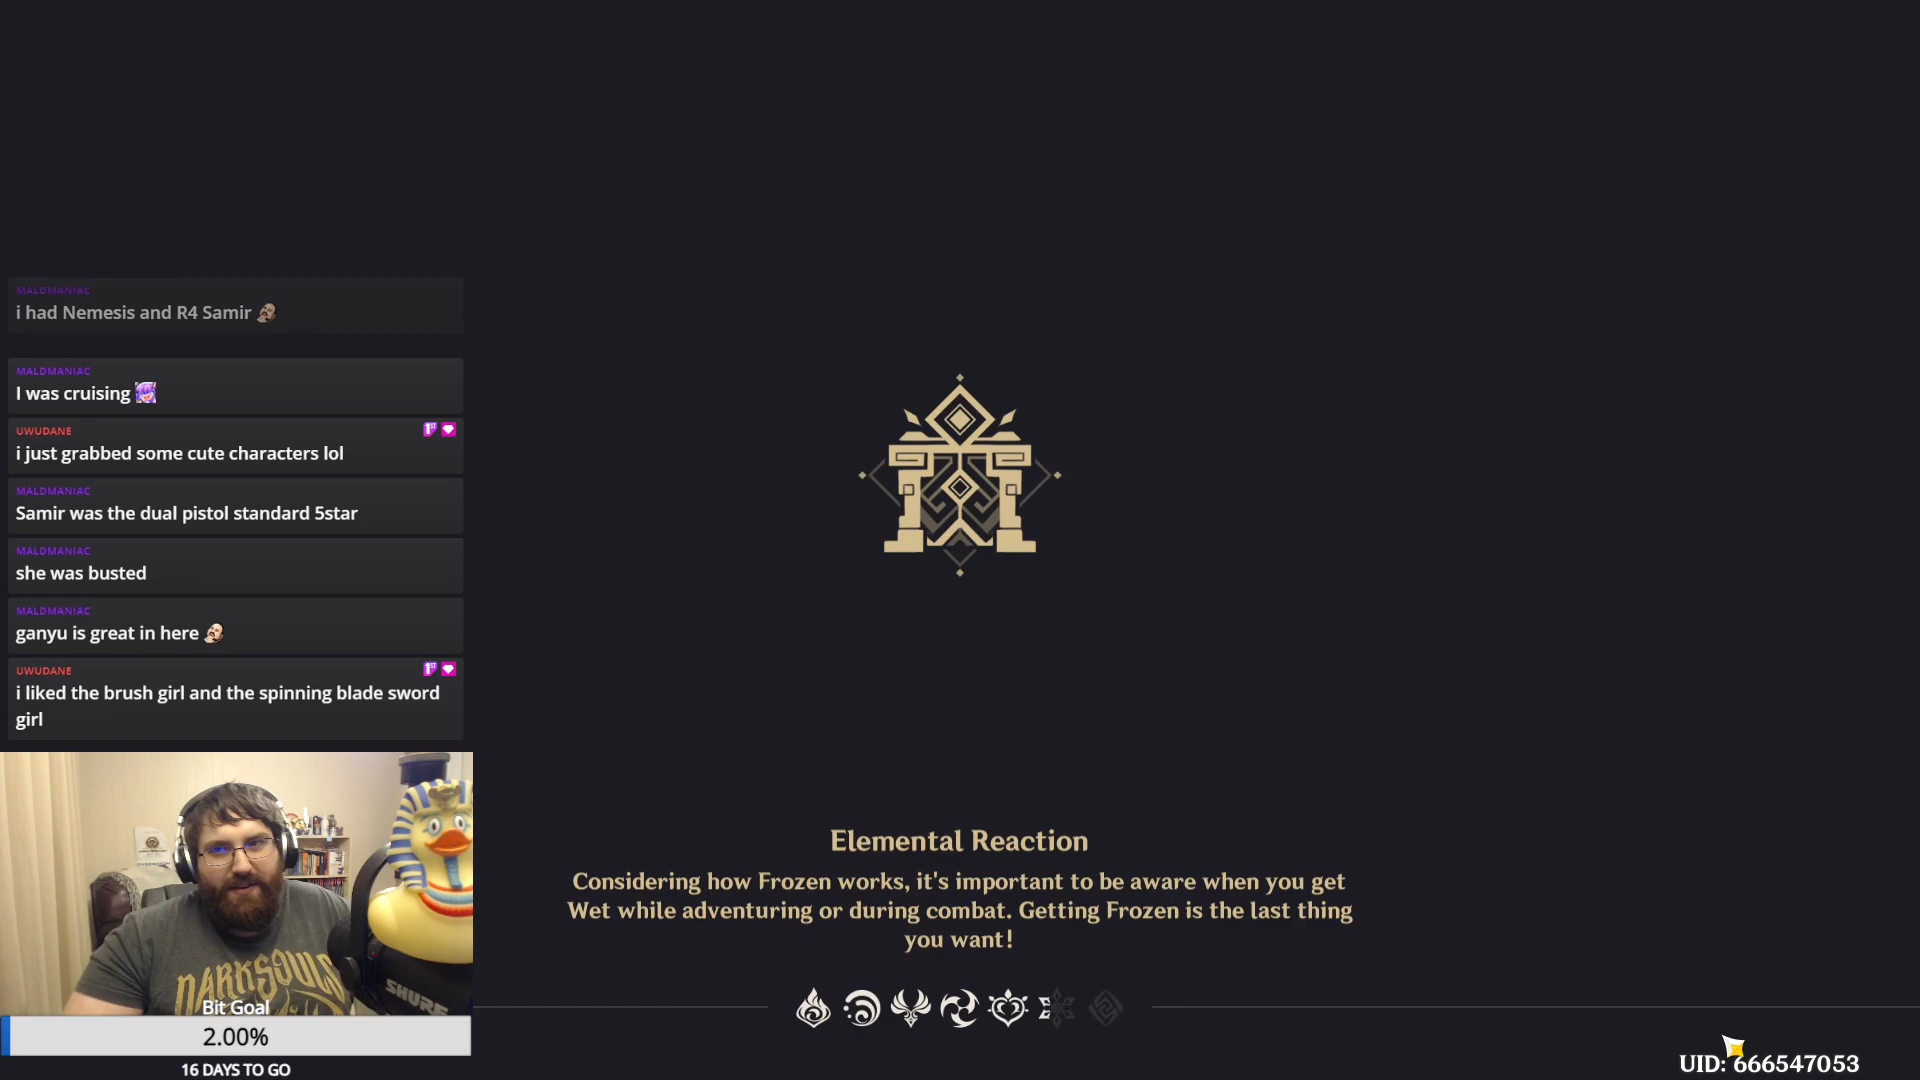 MALDMANIAC
i had Nemesis and R4 Samir
MALDMANIAC
I was cruising
UWUDANE
1ST
i just grabbed some cute characters lol
MALDMANIAC
Samir was the dual pistol standard 5star
MALDMANIAC
she was busted
MALDMANIAC
ganyu is great in here
UWUDANE
1ST
i liked the brush girl and the spinning blade sword
girl
DARKSOULS
SHURE
Bit Goal
2.00%
16 DAYS TO GO
Elemental Reaction
Considering how Frozen works, it's important to be aware when you get
Wet while adventuring or during combat. Getting Frozen is the last thing
you want!
UID: 666547053